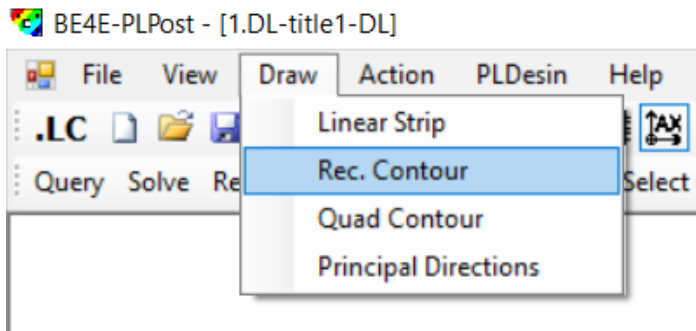 BE4E-PLPost - [1.DL-title1-DL]
File View Draw Action PLDesin Help
.LC Linear Strip AX
Query Solve Rec. Contour Select
Quad Contour
Principal Directions